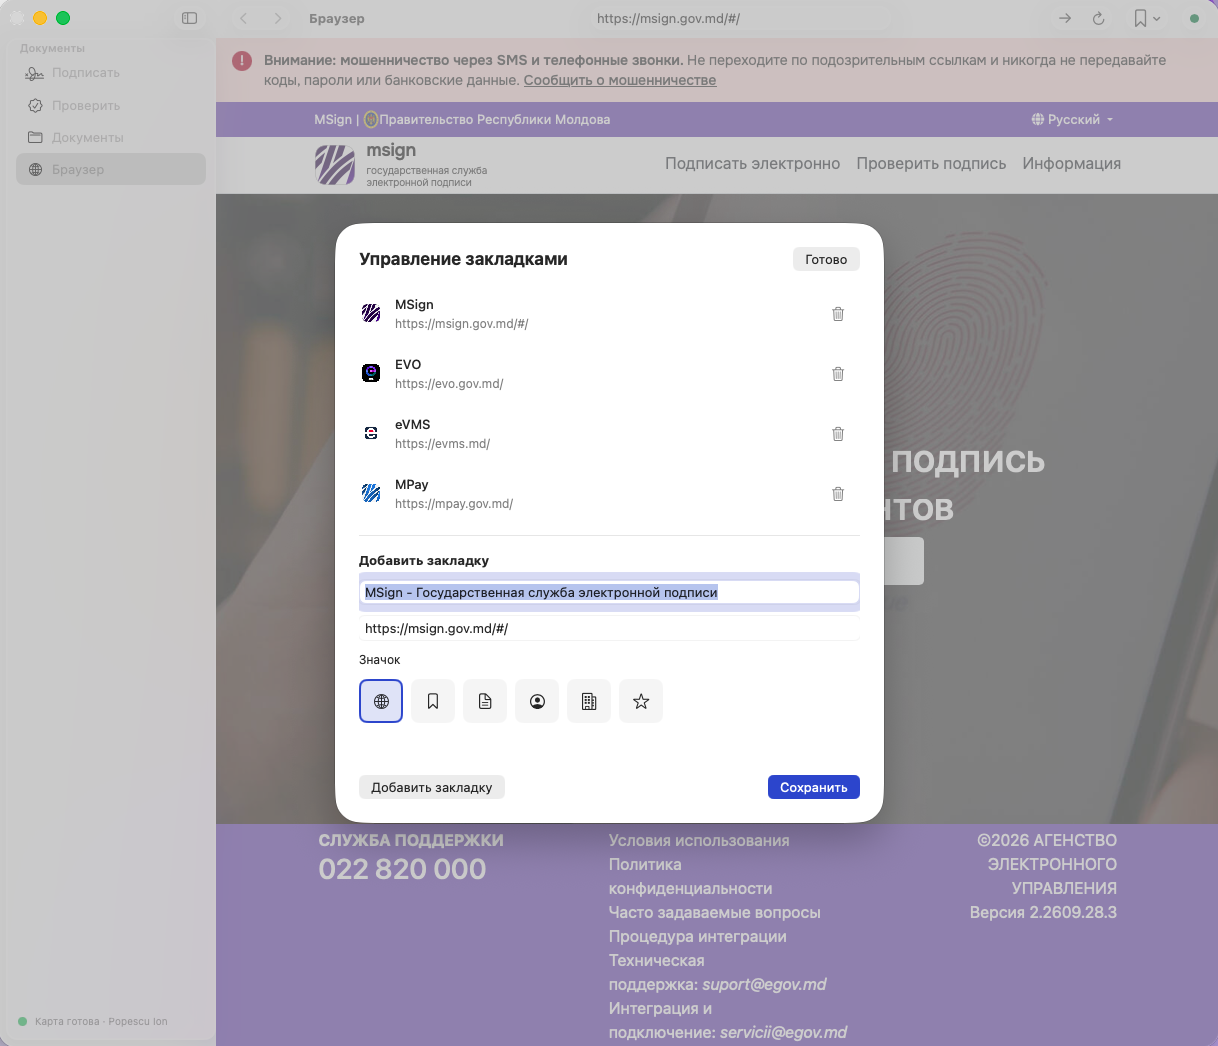 Браузер
https://msign.gov.md/#/
Документы
Подписать
Проверить
Документы
Браузер
Внимание: мошенничество через SMS и телефонные звонки. Не переходите по подозрительным ссылкам и никогда не передавайте
коды, пароли или банковские данные. Сообщить о мошенничестве
MSign | Правительство Республики Молдова
Русский
msign
государственная служба
электронной подписи
Подписать электронно
Проверить подпись
Информация
подпись
нтов
Управление закладками
Готово
MSign
https://msign.gov.md/#/
EVO
https://evo.gov.md/
eVMS
https://evms.md/
MPay
https://mpay.gov.md/
Добавить закладку
MSign - Государственная служба электронной подписи
https://msign.gov.md/#/
Значок
Добавить закладку
Сохранить
СЛУЖБА ПОДДЕРЖКИ
022 820 000
Условия использования
Политика
конфиденциальности
Часто задаваемые вопросы
Процедура интеграции
Техническая
поддержка: suport@egov.md
Интеграция и
подключение: servicii@egov.md
©2026 АГЕНСТВО
ЭЛЕКТРОННОГО
УПРАВЛЕНИЯ
Версия 2.2609.28.3
Карта готова · Popescu Ion